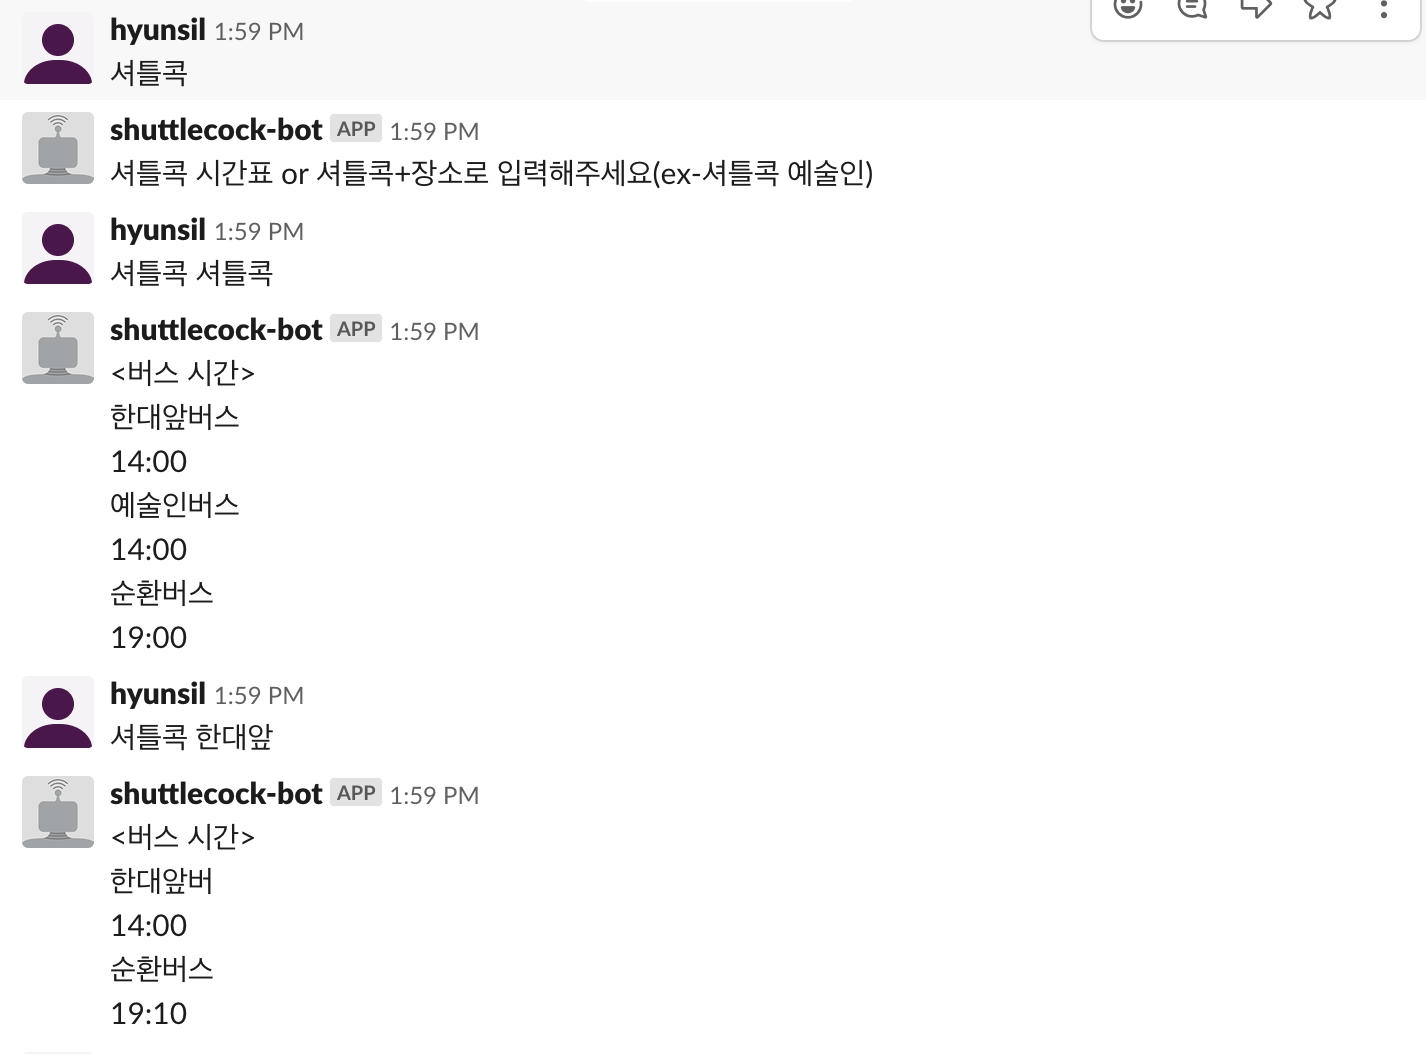 hyunsil 1:59 PM
셔틀콕
shuttlecock-bot APP 1:59 PM
셔틀콕 시간표 or 셔틀콕+장소로 입력해주세요(ex-셔틀콕 예술인)
hyunsil 1:59 PM
셔틀콕 셔틀콕
shuttlecock-bot APP 1:59 PM
<버스 시간>
한대앞버스
14:00
예술인버스
14:00
순환버스
19:00
hyunsil 1:59 PM
셔틀콕 한대앞
shuttlecock-bot APP 1:59 PM
<버스 시간>
한대앞버
14:00
순환버스
19:10